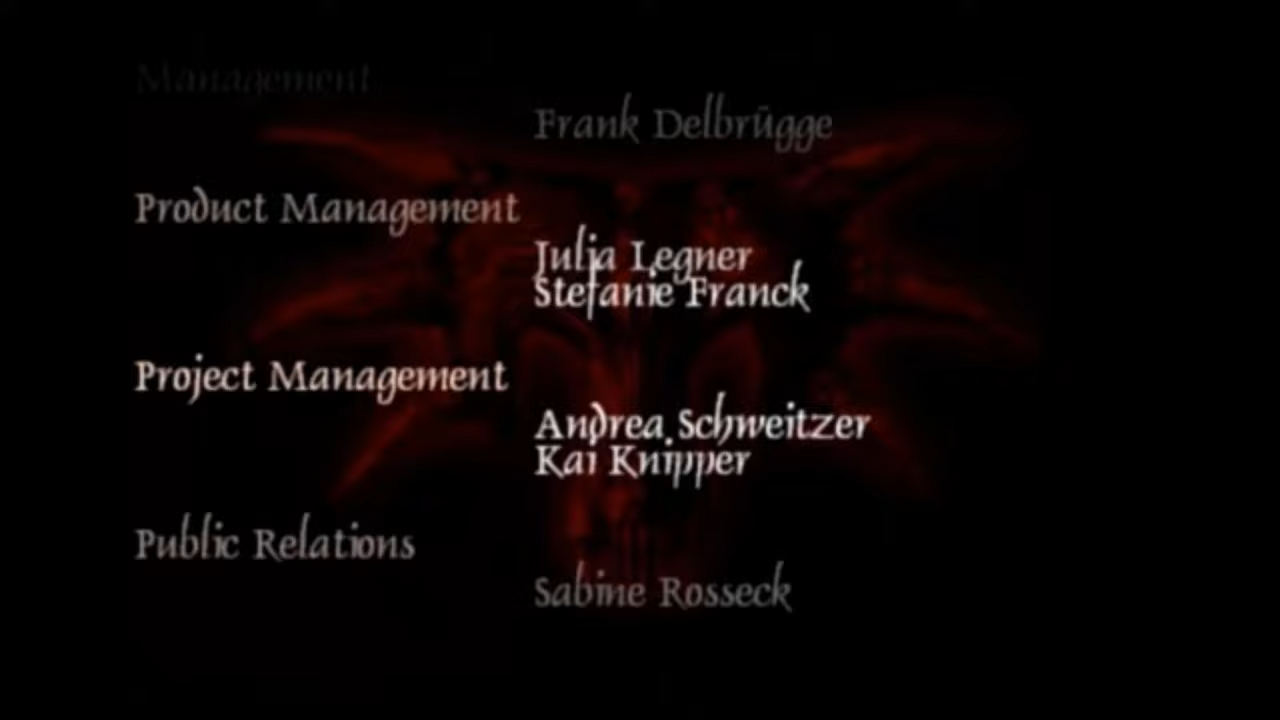 Management
Frank Delbrügge
Product Management
Julia Legner
Stefanie Franck
Project Management
Andrea Schweitzer
Kai Knipper
Public Relations
Sabine Rosseck